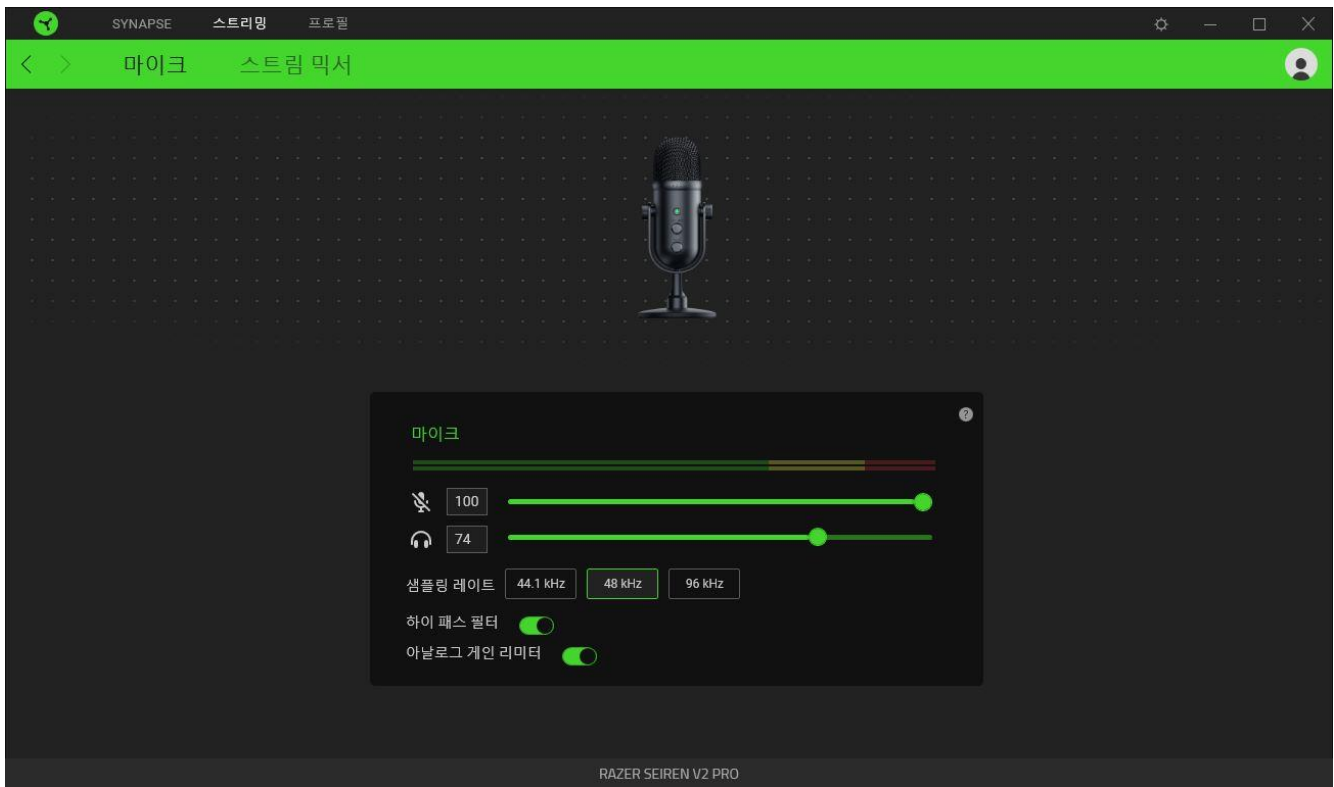 SYNAPSE 스트리밍 프로필
마이크 스트림 믹서
마이크
100
74
샘플링 레이트 44.1 kHz 48 kHz 96 kHz
하이 패스 필터
아날로그 게인 리미터
RAZER SEIREN V2 PRO